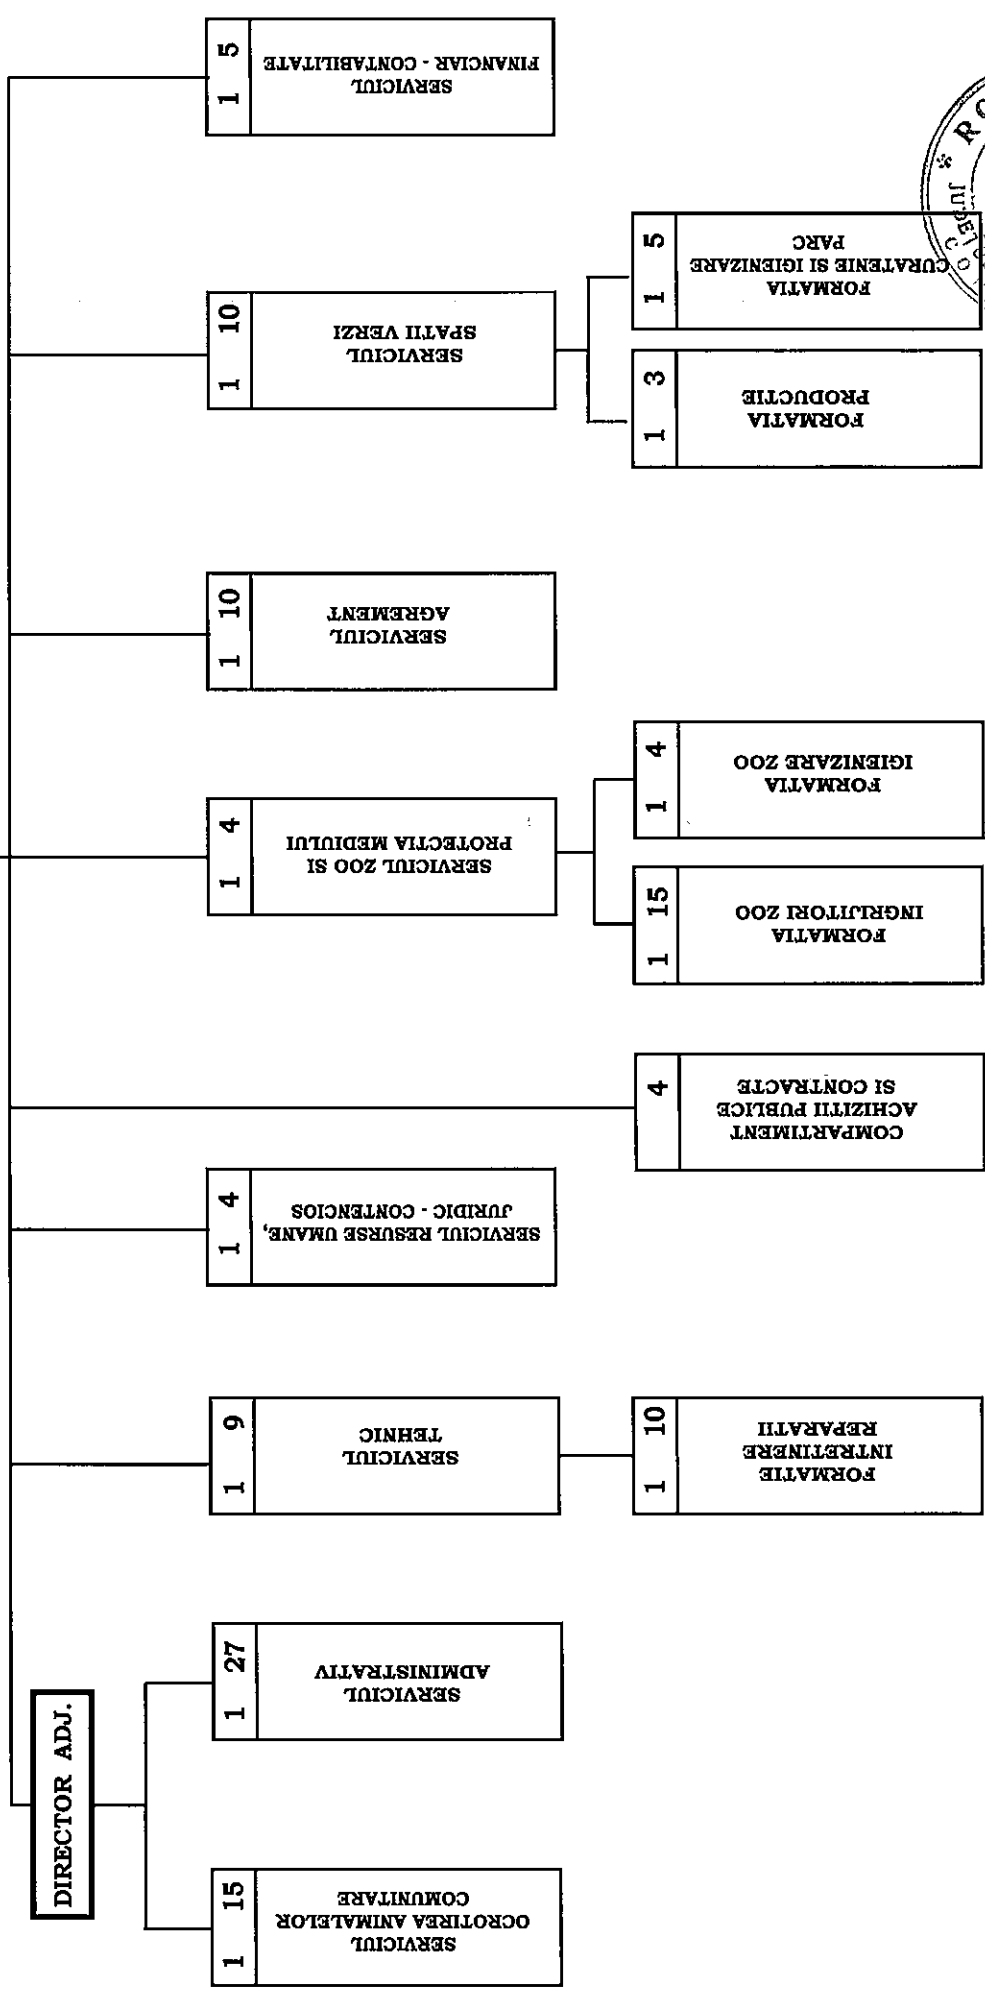 DIRECTOR ADJ.
1 15
SERVICIUL
OCROTIREA ANIMALELOR
COMUNITARE
1 27
SERVICIUL
ADMINISTRATIV
1 9
SERVICIUL
TEHNIC
1 10
FORMATIE
INTRETINERE
REPARATII
1 4
SERVICIUL RESURSE UMANE,
JURIDIC - CONTENCIOS
4
COMPARTIMENT
ACHIZITII PUBLICE
SI CONTRACTE
1 4
SERVICIUL ZOO SI
PROTECTIA MEDIULUI
1 15
FORMATIA
INGRIJITORI ZOO
1 4
FORMATIA
IGIENIZARE ZOO
1 10
SERVICIUL
AGREMENT
1 10
SERVICIUL
SPATII VERZI
1 3
FORMATIA
PRODUCTIE
1 5
FORMATIA
CURATENIE SI IGIENIZARE
PARC
1 5
SERVICIUL
FINANCIAR - CONTABILITATE